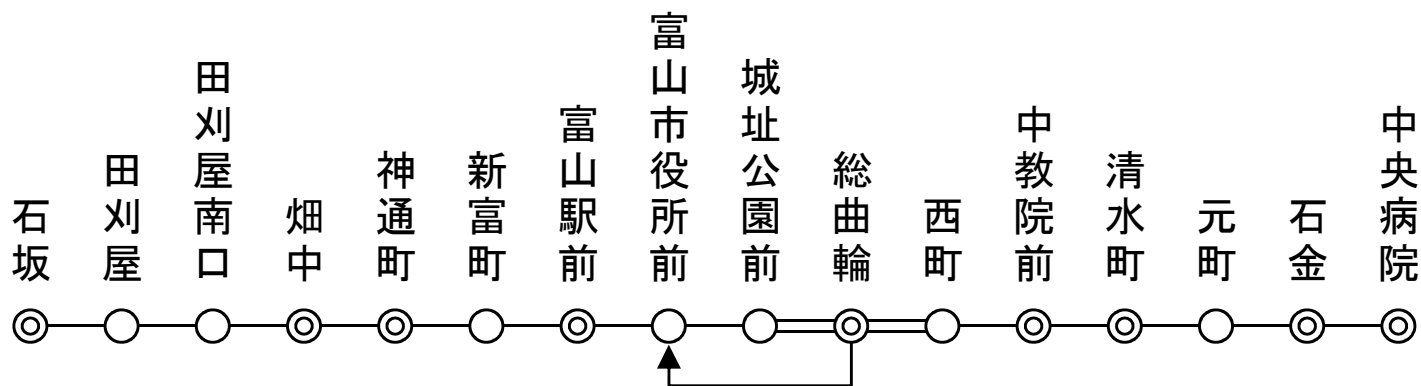 石坂
田刈屋
田刈屋南口
畑中
神通町
新富町
富山駅前
富山市役所前
城址公園前
総曲輪
西町
中教院前
清水町
元町
石金
中央病院